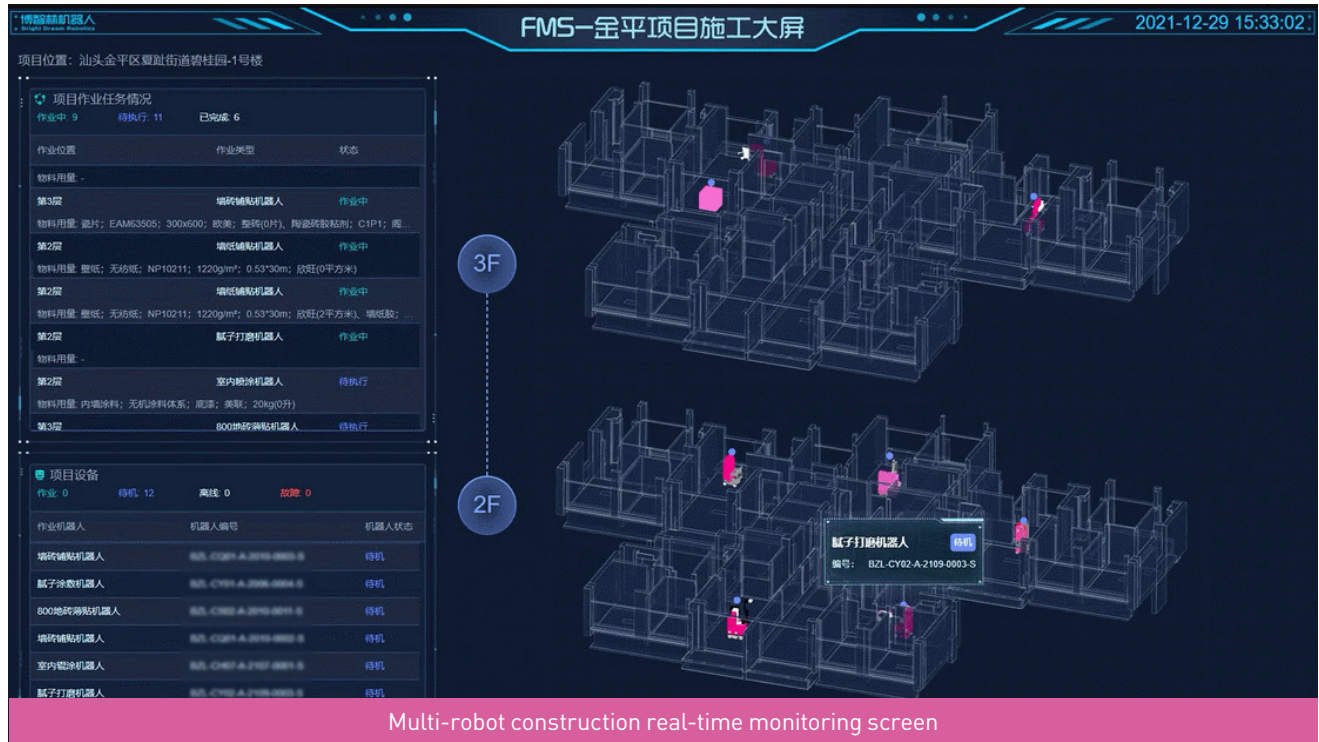 博智林机器人
Bright Dream Robotics
FMS-金平项目施工大屏
2021-12-29 15:33:02
项目位置：汕头金平区夏趾街道碧桂园-1号楼
项目作业任务情况
作业中: 9 待执行: 11 已完成: 6
作业位置 作业类型 状态
物料用量: -
第3层 墙砖铺贴机器人 作业中
物料用量: 瓷片；EAM63505；300x600；欧美；整砖(0片)、陶瓷砖胶粘剂；C1P1；阁...
第2层 墙纸铺贴机器人 作业中
物料用量: 壁纸；无纺纸；NP10211；1220g/m²；0.53*30m；欣旺(0平方米)
第2层 墙纸铺贴机器人 作业中
物料用量: 壁纸；无纺纸；NP10211；1220g/m²；0.53*30m；欣旺(2平方米)、墙纸胶；...
第2层 腻子打磨机器人 作业中
物料用量: -
第2层 室内喷涂机器人 待执行
物料用量: 内墙涂料；无机涂料体系；底漆；美联；20kg(0升)
第3层 800地砖薄贴机器人 待执行
项目设备
作业: 0 待机: 12 离线: 0 故障: 0
作业机器人 机器人编号 机器人状态
墙砖铺贴机器人 待机
腻子涂敷机器人 待机
800地砖薄贴机器人 待机
墙砖铺贴机器人 待机
室内辊涂机器人 待机
腻子打磨机器人 待机
3F
2F
腻子打磨机器人 待机
编号： BZL-CY02-A-2109-0003-S
Multi-robot construction real-time monitoring screen